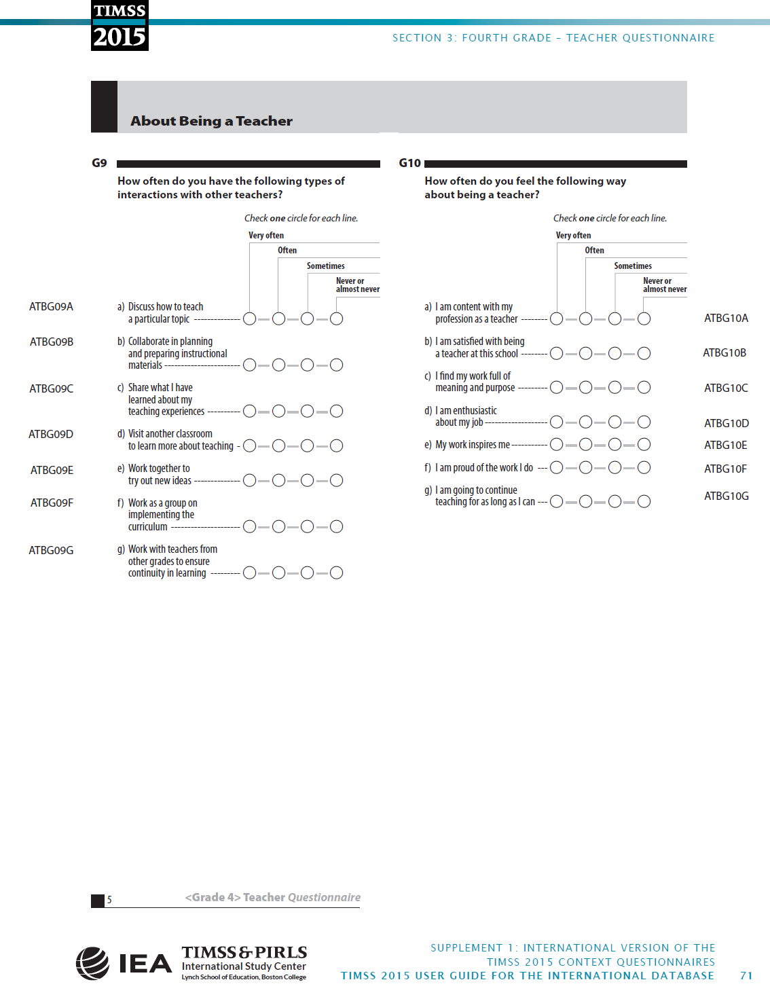 TIMSS
2015
SECTION 3: FOURTH GRADE – TEACHER QUESTIONNAIRE
About Being a Teacher
G9
How often do you have the following types of
interactions with other teachers?
Check one circle for each line.
Very often
Often
Sometimes
Never or
almost never
ATBG09A
a) Discuss how to teach
a particular topic --------------
ATBG09B
b) Collaborate in planning
and preparing instructional
materials -----------------------
ATBG09C
c) Share what I have
learned about my
teaching experiences ----------
ATBG09D
d) Visit another classroom
to learn more about teaching -
ATBG09E
e) Work together to
try out new ideas --------------
ATBG09F
f) Work as a group on
implementing the
curriculum ---------------------
ATBG09G
g) Work with teachers from
other grades to ensure
continuity in learning ---------
G10
How often do you feel the following way
about being a teacher?
Check one circle for each line.
Very often
Often
Sometimes
Never or
almost never
a) I am content with my
profession as a teacher --------
ATBG10A
b) I am satisfied with being
a teacher at this school --------
ATBG10B
c) I find my work full of
meaning and purpose ---------
ATBG10C
d) I am enthusiastic
about my job -------------------
ATBG10D
e) My work inspires me -----------
ATBG10E
f) I am proud of the work I do ---
ATBG10F
g) I am going to continue
teaching for as long as I can ---
ATBG10G
5
<Grade 4> Teacher Questionnaire
IEA
TIMSS & PIRLS
International Study Center
Lynch School of Education, Boston College
SUPPLEMENT 1: INTERNATIONAL VERSION OF THE
TIMSS 2015 CONTEXT QUESTIONNAIRES
TIMSS 2015 USER GUIDE FOR THE INTERNATIONAL DATABASE 71